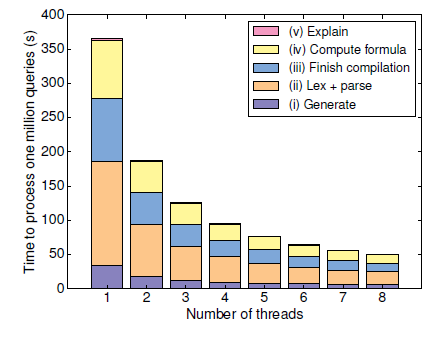 Time to process one million queries (s)
400
350
300
250
200
150
100
50
0
(v) Explain
(iv) Compute formula
(iii) Finish compilation
(ii) Lex + parse
(i) Generate
1 2 3 4 5 6 7 8
Number of threads